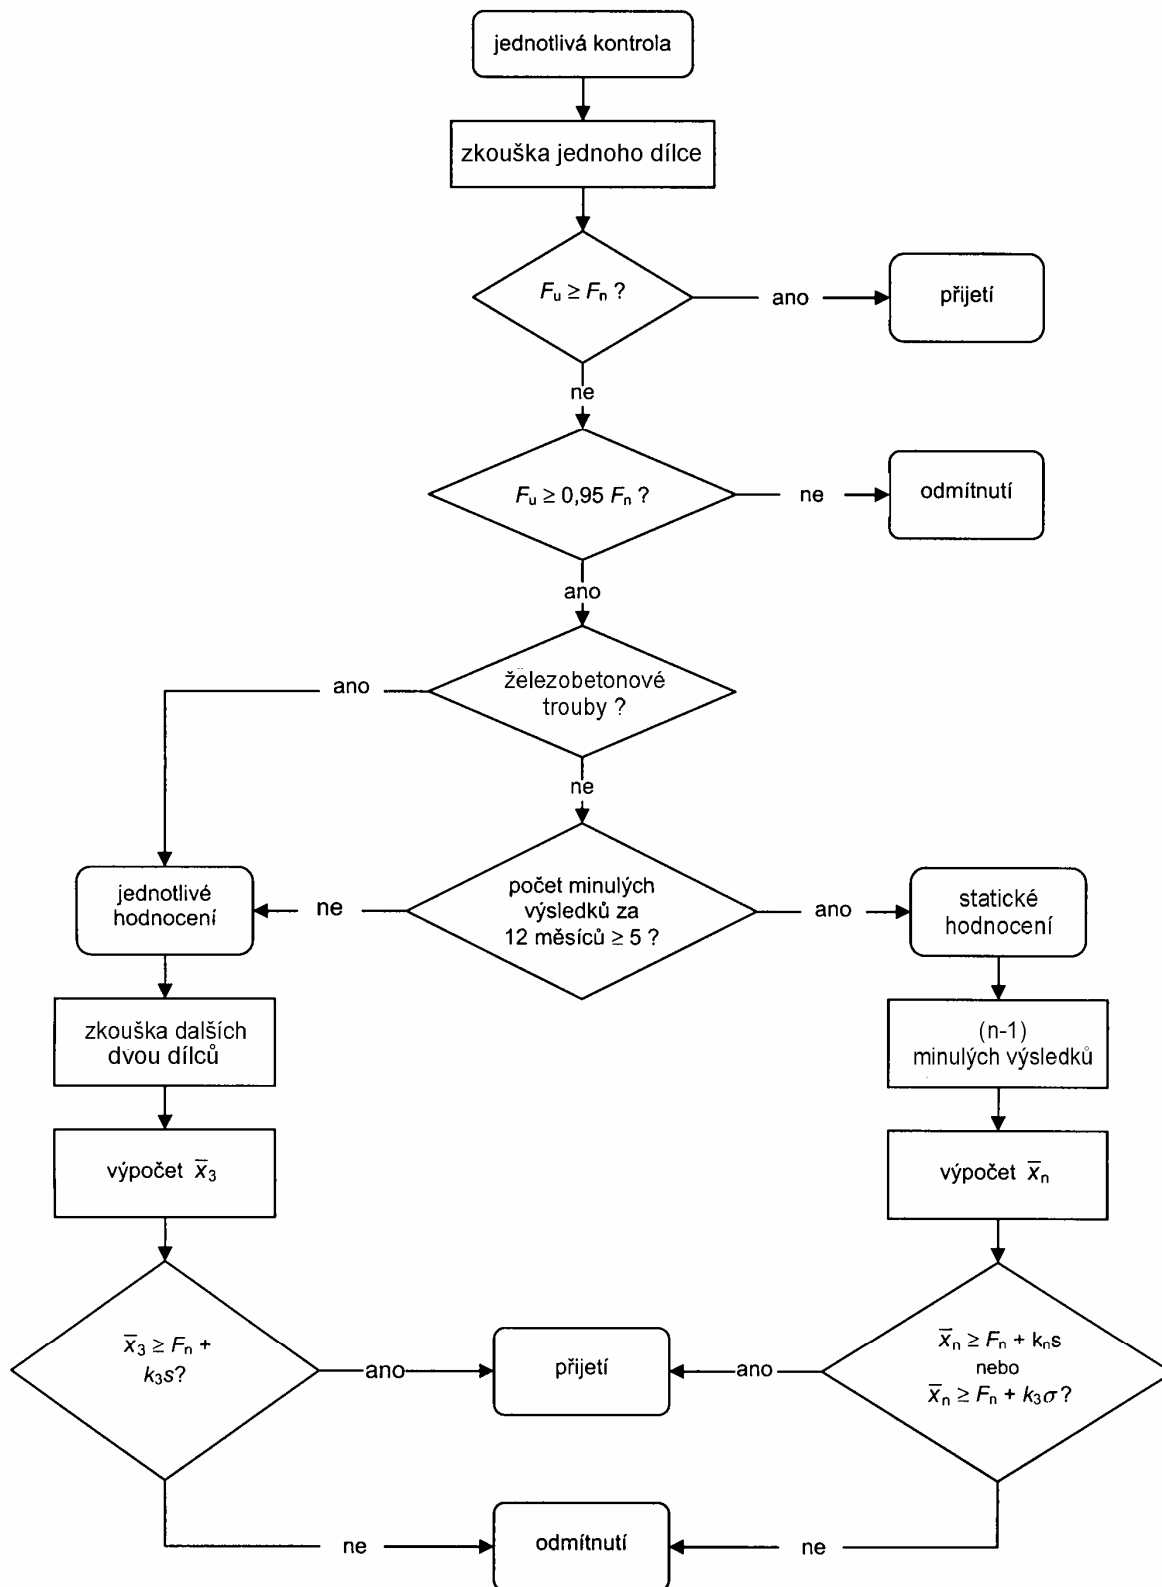 jednotlivá kontrola
zkouška jednoho dílce
Fu ≥ Fn ?
ano
přijetí
ne
Fu ≥ 0,95 Fn ?
ne
odmítnutí
ano
železobetonové
trouby ?
ano
ne
počet minulých
výsledků za
12 měsíců ≥ 5 ?
ne
jednotlivé
hodnocení
ano
statické
hodnocení
zkouška dalších
dvou dílců
(n-1)
minulých výsledků
výpočet x̅3
výpočet x̅n
x̅3 ≥ Fn +
k3s?
ano
přijetí
ano
x̅n ≥ Fn + kns
nebo
x̅n ≥ Fn + k3σ ?
ne
odmítnutí
ne